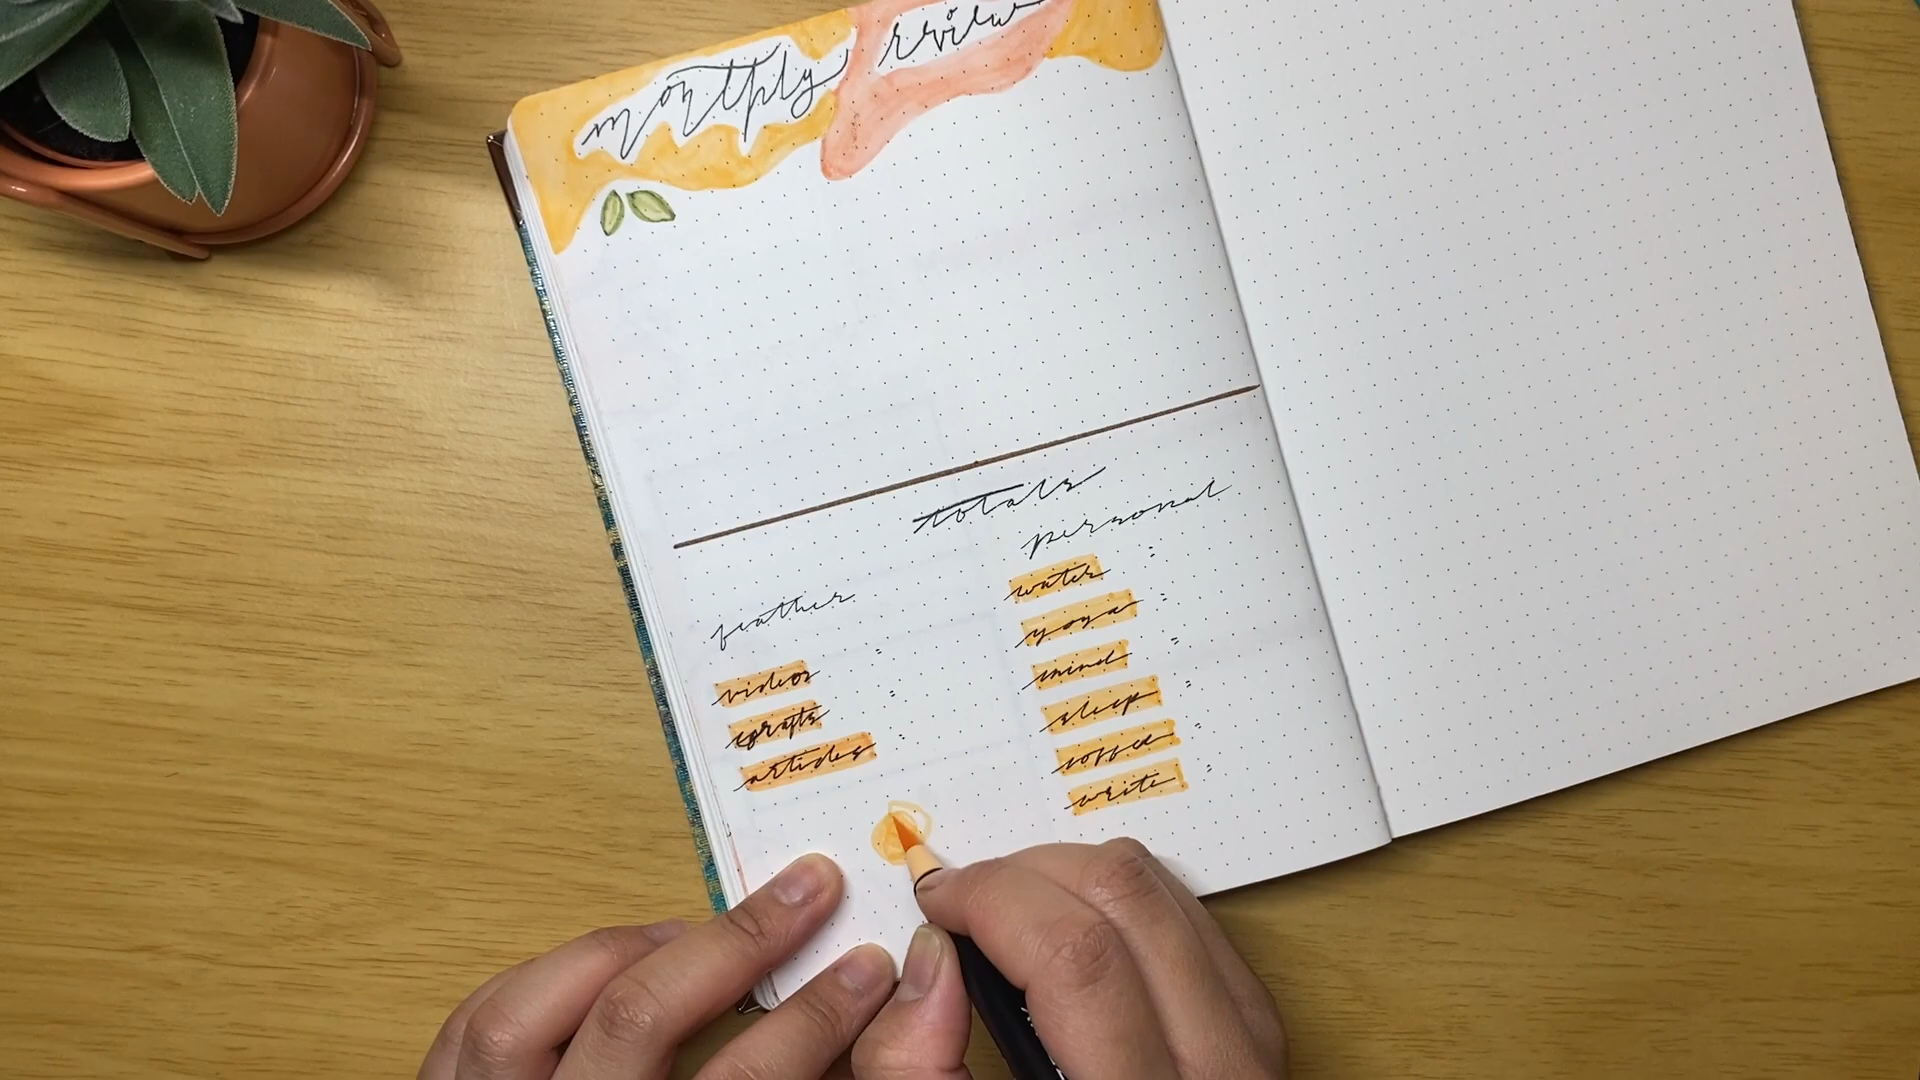 monthly review
totals
feather
videos :
crafts :
articles :
personal
water :
yoga :
mind :
sleep :
coffee :
write :